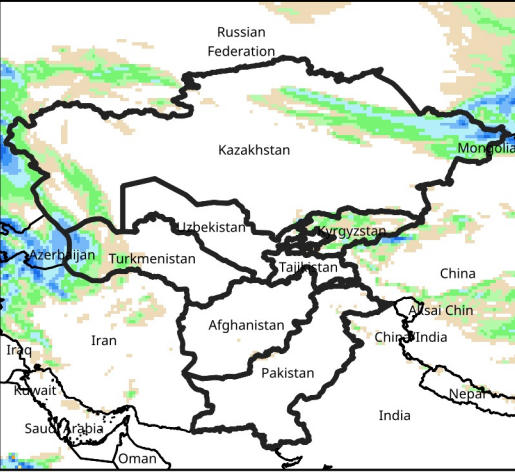 Russian
Federation
Kazakhstan
Mongolia
Uzbekistan
Kyrgyzstan
Azerbaijan
Turkmenistan
Tajikistan
China
Aksai Chin
Afghanistan
China/India
Iran
Iraq
Pakistan
Kuwait
Nepal
India
Saudi Arabia
Oman